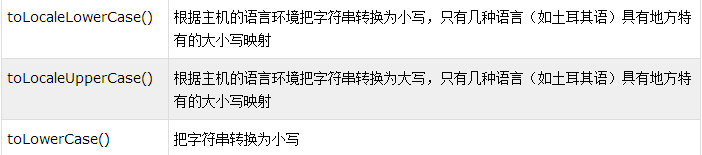 toLocaleLowerCase() 根据主机的语言环境把字符串转换为小写，只有几种语言（如土耳其语）具有地方特
有的大小写映射
toLocaleUpperCase() 根据主机的语言环境把字符串转换为大写，只有几种语言（如土耳其语）具有地方特
有的大小写映射
toLowerCase() 把字符串转换为小写